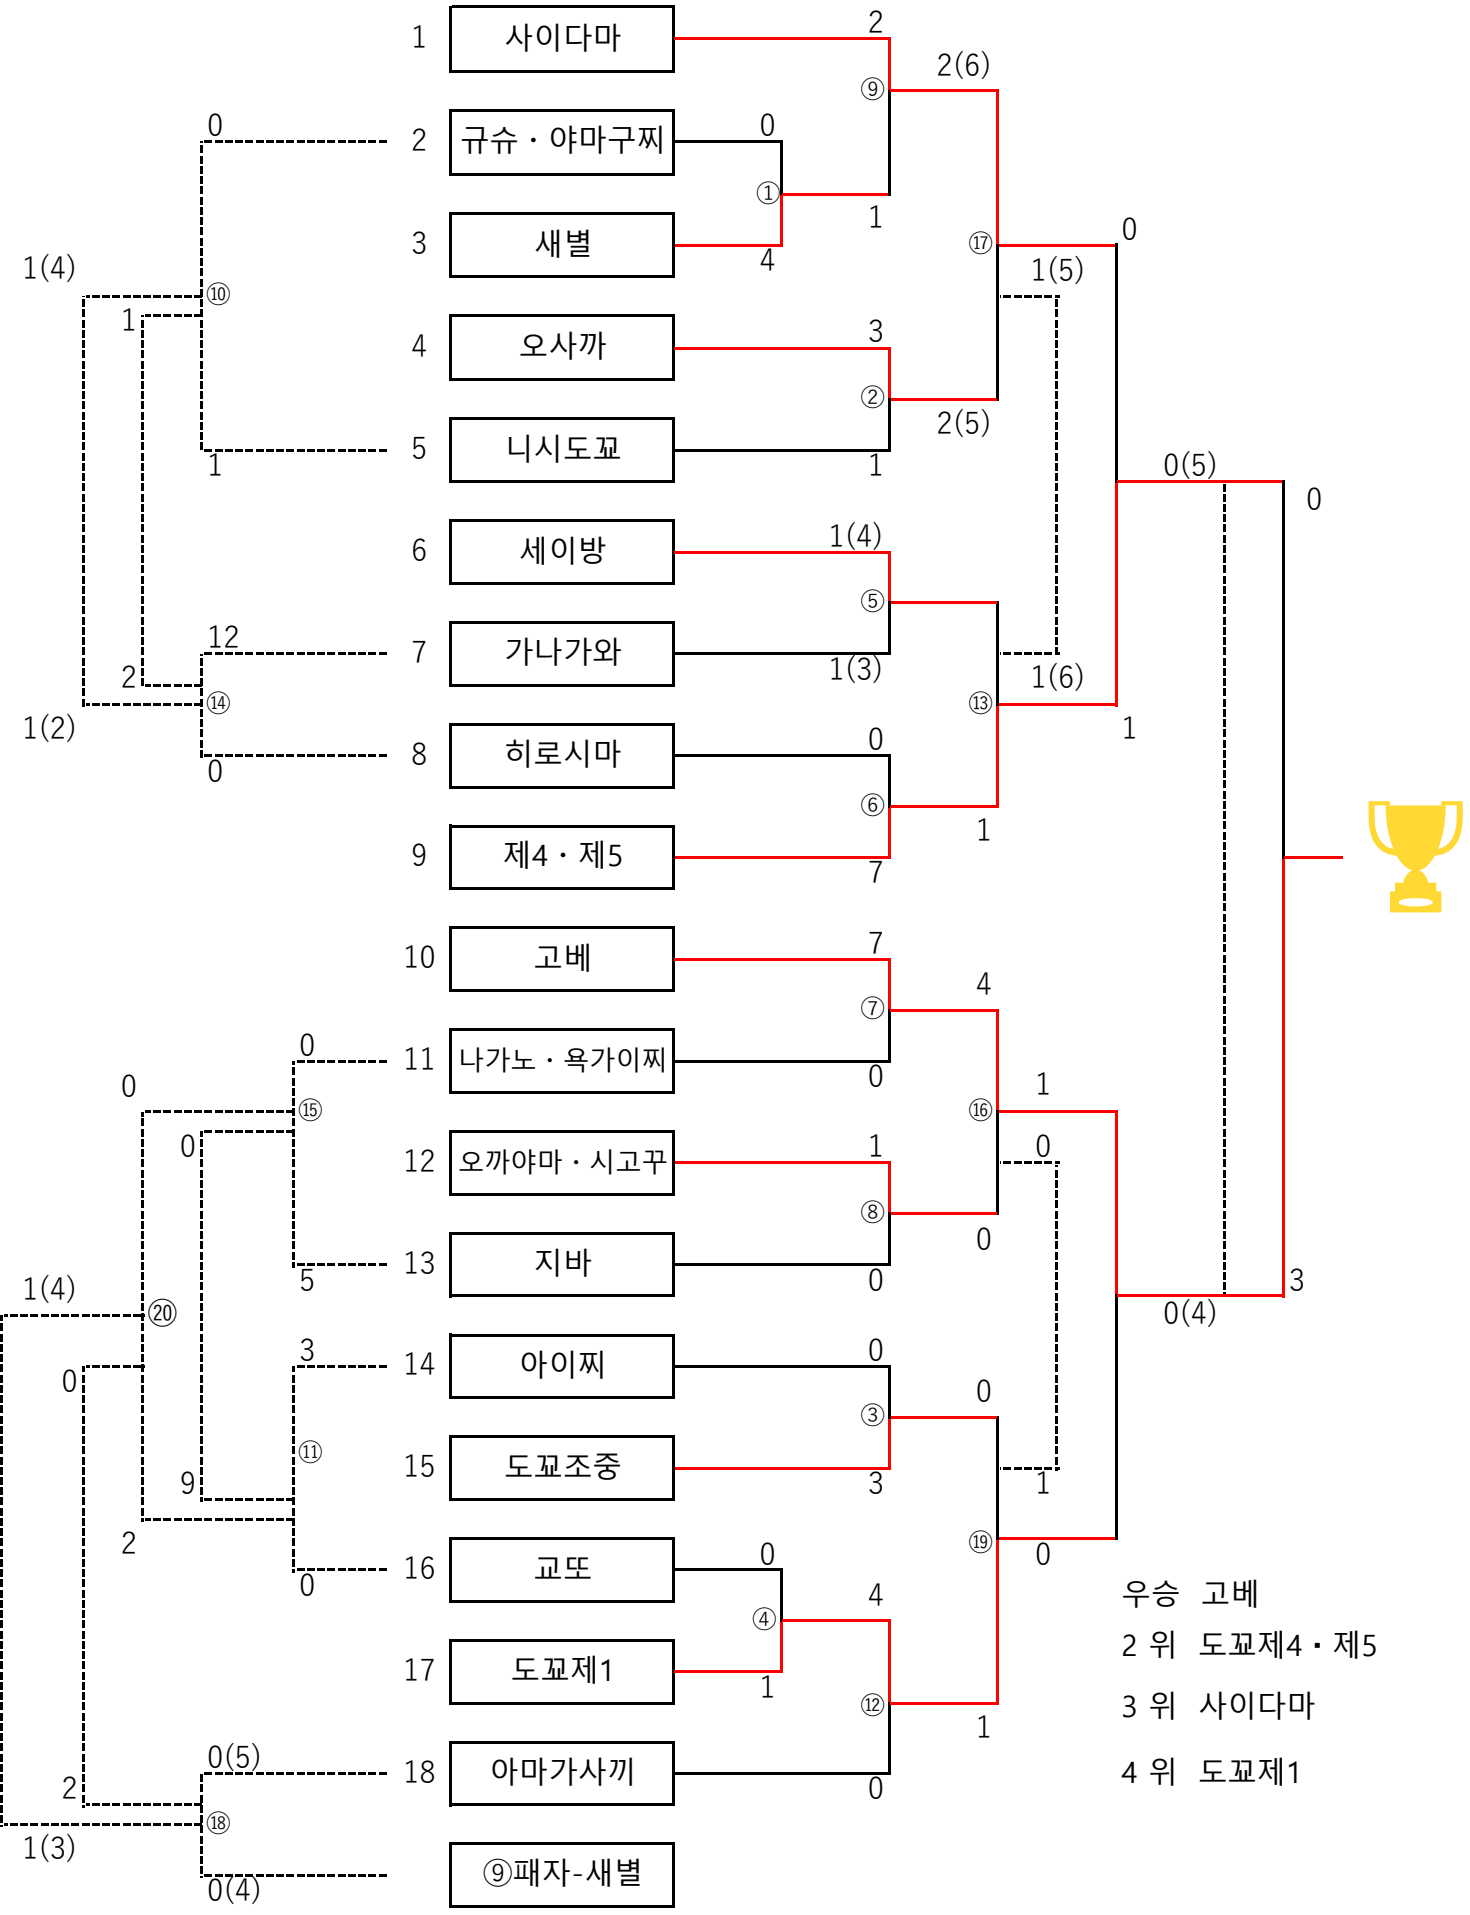 1 사이다마 2
2(6)
⑨
0 2 규슈・야마구찌 0
①
1
3 새별 4
⑰ 0
1(4) ⑩ 1(5)
1
4 오사까 3
②
2(5)
5 니시도꾜 1
1
0(5)
0
6 세이방 1(4)
⑤
12 7 가나가와 1(3)
2 ⑭ ⑬ 1(6)
1(2) 1
8 히로시마 0
0
⑥
1
9 제4・제5 7
10 고베 7
4
⑦
0 11 나가노・욕가이찌 0
0 ⑮ ⑯ 1
0 0
12 오까야마・시고꾸 1
⑧
0
13 지바 0
5
1(4) 3
⑳ 0(4)
3 14 아이찌 0
0 0
③
⑪
9 15 도꾜조중 3
1
2 ⑲ 0
16 교또 0
0
우승 고베
④ 4
2 위 도꾜제4・제5
17 도꾜제1 1
⑫
1
3 위 사이다마
0(5) 18 아마가사끼 0
2
4 위 도꾜제1
⑱
1(3)
0(4) ⑨패자-새별